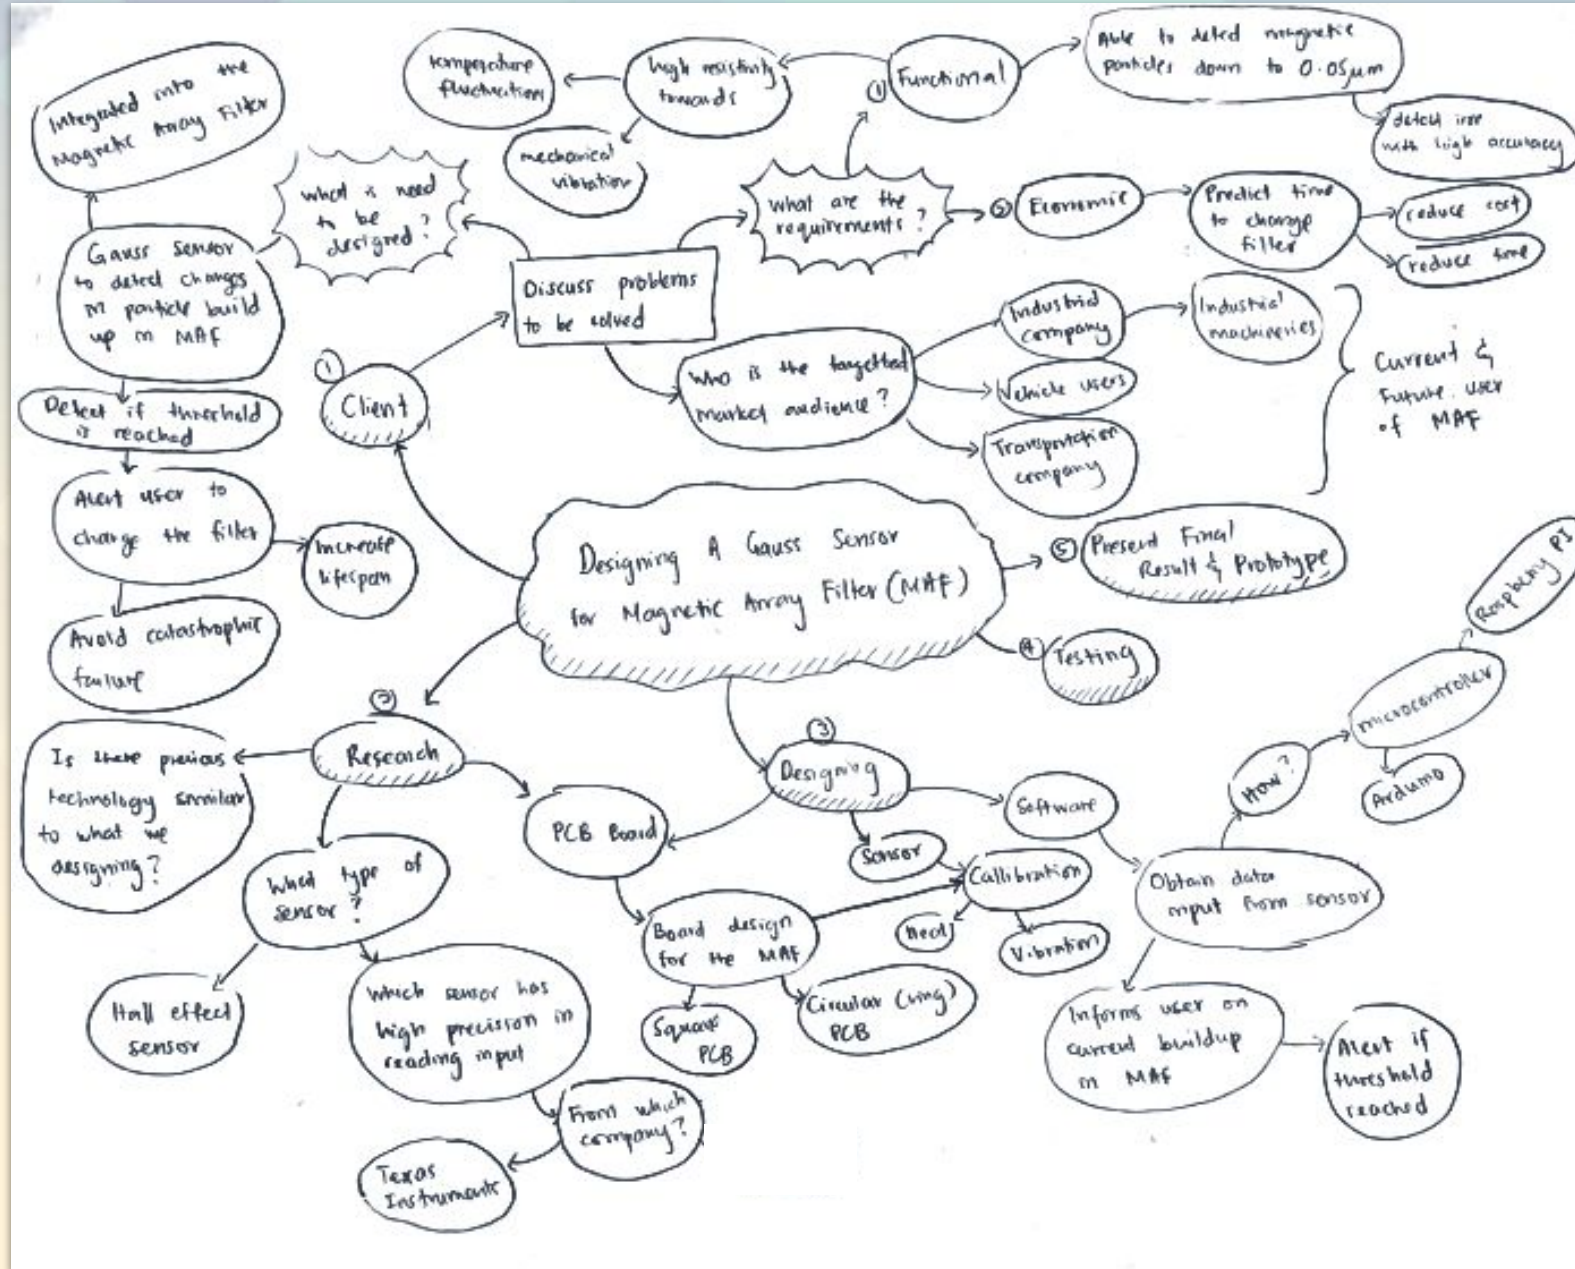 Integrated into the
Magnetic Array Filter
temperature
fluctuation
high resistivity
towards
mechanical
vibration
①
Functional
Able to detect magnetic
particles down to 0.05µm
detect iron
with high accuracy
What is need
to be
designed?
What are the
requirements?
②
Economic
Predict time
to change
filter
reduce cost
reduce time
Gauss sensor
to detect changes
in particle build
up in MAF
Discuss problems
to be solved
①
Client
Who is the targetted
market audience?
Industrial
company
Industrial
machineries
Vehicle users
Transportation
company
Current &
Future user
of MAF
Detect if threshold
is reached
Alert user to
change the filter
Increase
lifespan
Avoid catastrophic
failure
Designing A Gauss Sensor
for Magnetic Array Filter (MAF)
⑤
Present Final
Result & Prototype
④
Testing
②
Research
Is there previous
technology similar
to what we
designing?
What type of
sensor?
Hall effect
sensor
Which sensor has
high precision in
reading input
From which
company?
Texas
Instruments
③
Designing
PCB Board
Board design
for the MAF
Square
PCB
Circular (ring)
PCB
Sensor
Callibration
Heat
Vibration
Software
Obtain data
input from sensor
How?
microcontroller
Raspberry PI
Arduino
Informs user on
current buildup
in MAF
Alert if
threshold
reached